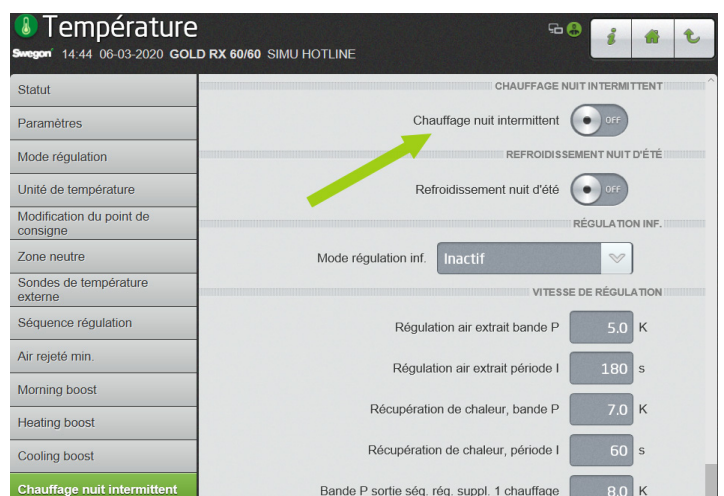 Température
Swegon 14:44 06-03-2020 GOLD RX 60/60 SIMU HOTLINE
Statut
Paramètres
Mode régulation
Unité de température
Modification du point de
consigne
Zone neutre
Sondes de température
externe
Séquence régulation
Air rejeté min.
Morning boost
Heating boost
Cooling boost
Chauffage nuit intermittent
CHAUFFAGE NUIT INTERMITTENT
Chauffage nuit intermittent OFF
REFROIDISSEMENT NUIT D'ÉTÉ
Refroidissement nuit d'été OFF
RÉGULATION INF.
Mode régulation inf. Inactif
VITESSE DE RÉGULATION
Régulation air extrait bande P 5.0 K
Régulation air extrait période I 180 s
Récupération de chaleur, bande P 7.0 K
Récupération de chaleur, période I 60 s
Bande P sortie séq. rég. suppl. 1 chauffage 8.0 K